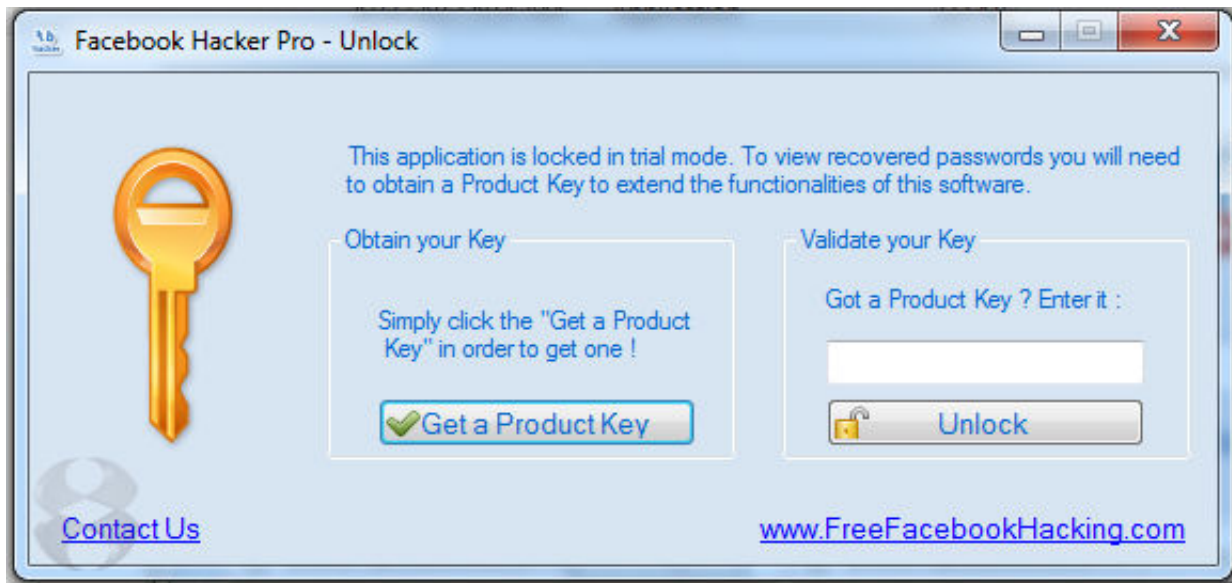 Facebook Hacker Pro - Unlock
This application is locked in trial mode. To view recovered passwords you will need
to obtain a Product Key to extend the functionalities of this software.
Obtain your Key
Simply click the "Get a Product
Key" in order to get one !
Get a Product Key
Validate your Key
Got a Product Key ? Enter it :
Unlock
Contact Us
www.FreeFacebookHacking.com